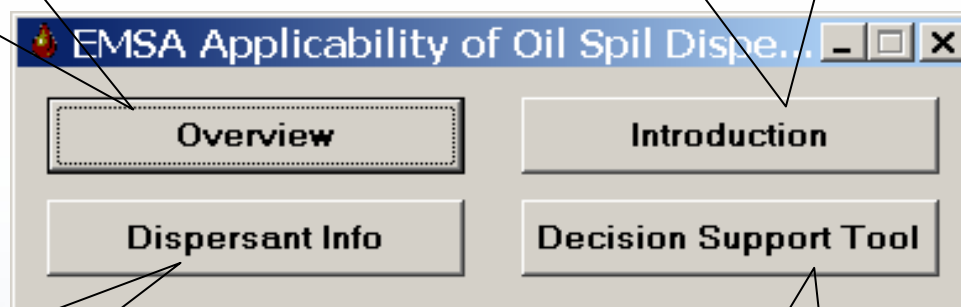 EMSA Applicability of Oil Spil Dispe...
Overview
Introduction
Dispersant Info
Decision Support Tool